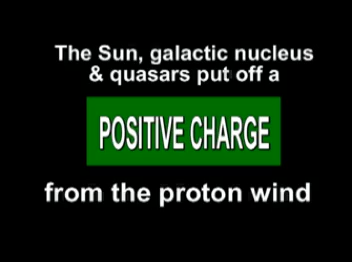 The Sun, galactic nucleus
& quasars put off a
POSITIVE CHARGE
from the proton wind